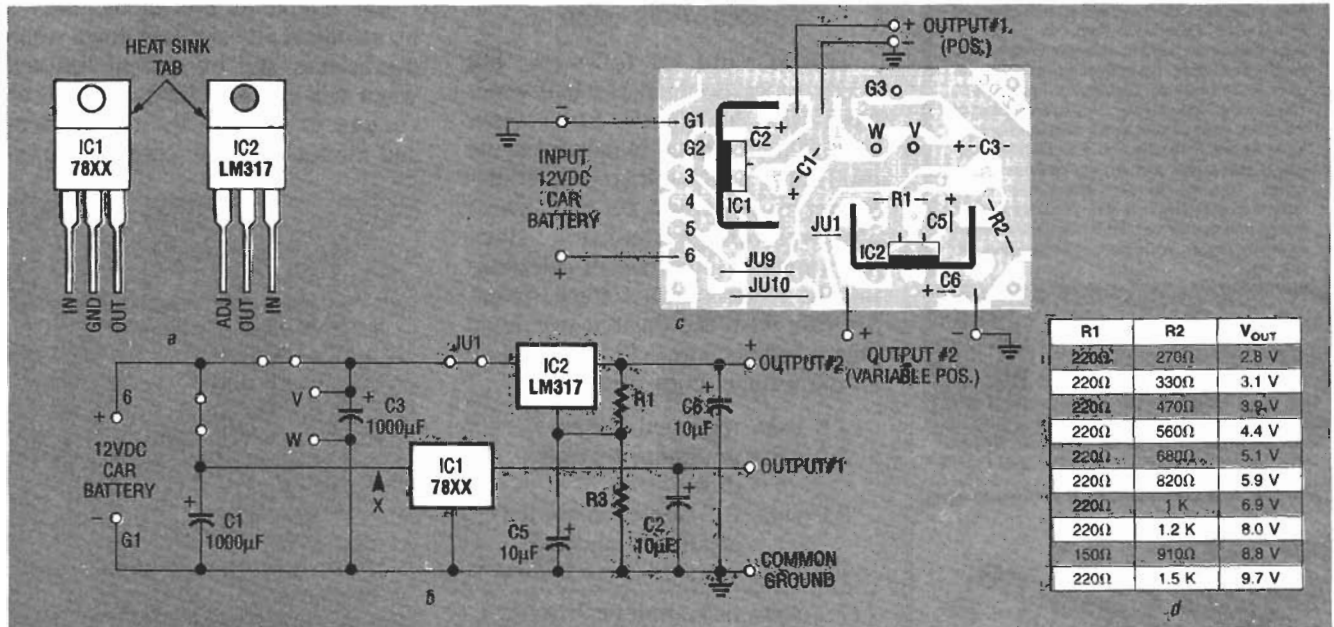 HEAT SINK
TAB
IC1
78XX
IC2
LM317
IN
GND
OUT
ADJ
OUT
IN
a
INPUT
12VDC
CAR
BATTERY
G1
G2
3
4
5
6
C2
+
IC1
+ -C1-
JU9
JU10
JU1
OUTPUT#1
(POS.)
G3
W V
+-C3-
-R1- +
C5
-R2-
IC2
C6
+--
c
OUTPUT #2
(VARIABLE POS.)
6
12VDC
CAR
BATTERY
G1
C1
1000µF
V
W
C3
1000µF
JU1
X
IC1
78XX
IC2
LM317
C5
10µF
R1
R3
C2
10µF
C6
10µF
OUTPUT#2
OUTPUT#1
COMMON
GROUND
b
R1 R2 VOUT
220Ω 270Ω 2.8 V
220Ω 330Ω 3.1 V
220Ω 470Ω 3.9 V
220Ω 560Ω 4.4 V
220Ω 680Ω 5.1 V
220Ω 820Ω 5.9 V
220Ω 1 K 6.9 V
220Ω 1.2 K 8.0 V
150Ω 910Ω 8.8 V
220Ω 1.5 K 9.7 V
d